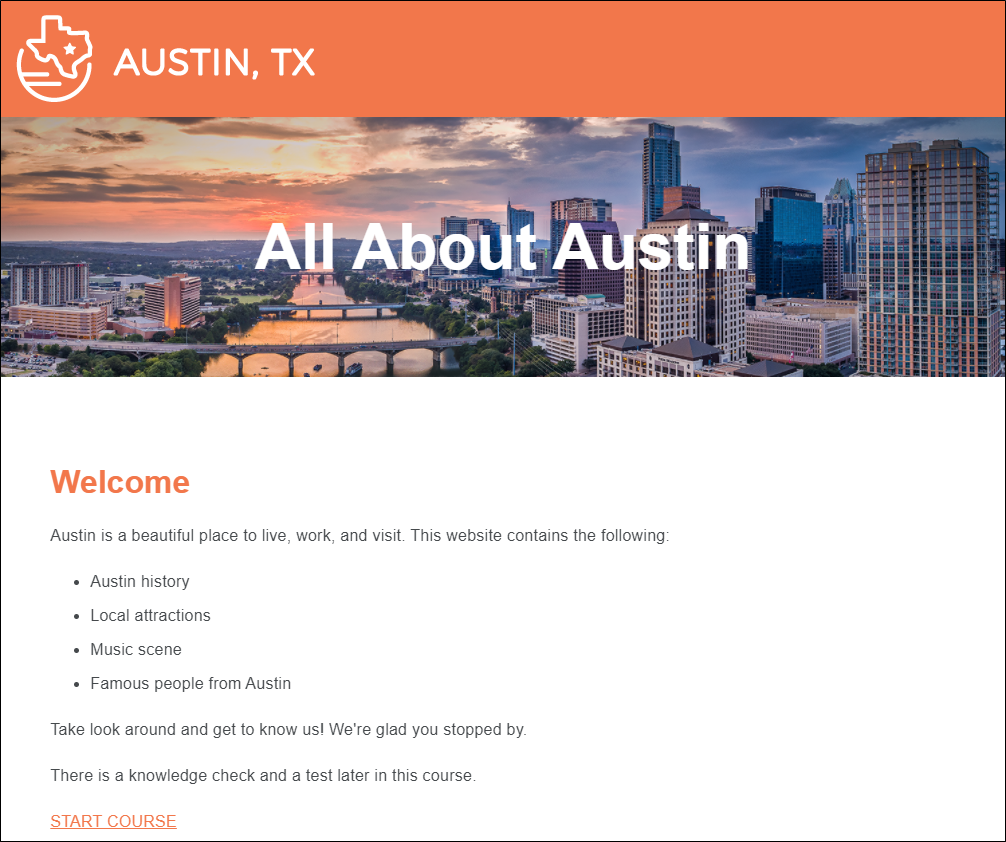 AUSTIN, TX
All About Austin
Welcome
Austin is a beautiful place to live, work, and visit. This website contains the following:
• Austin history
• Local attractions
• Music scene
• Famous people from Austin
Take look around and get to know us! We're glad you stopped by.
There is a knowledge check and a test later in this course.
START COURSE